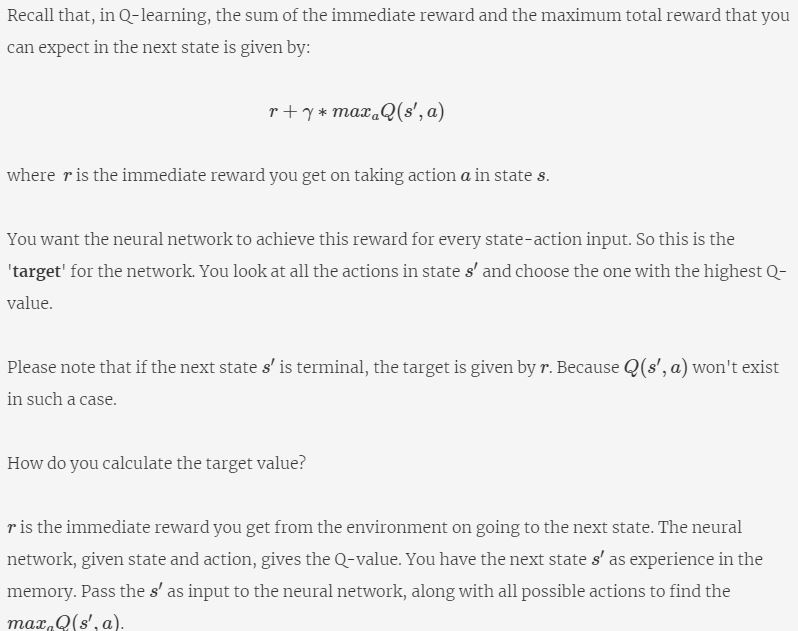 Recall that, in Q-learning, the sum of the immediate reward and the maximum total reward that you
can expect in the next state is given by:
r + γ ∗ maxₐQ(s′, a)
where r is the immediate reward you get on taking action a in state s.
You want the neural network to achieve this reward for every state-action input. So this is the
'target' for the network. You look at all the actions in state s′ and choose the one with the highest Q-
value.
Please note that if the next state s′ is terminal, the target is given by r. Because Q(s′, a) won't exist
in such a case.
How do you calculate the target value?
r is the immediate reward you get from the environment on going to the next state. The neural
network, given state and action, gives the Q-value. You have the next state s′ as experience in the
memory. Pass the s′ as input to the neural network, along with all possible actions to find the
maxₐQ(s′, a).